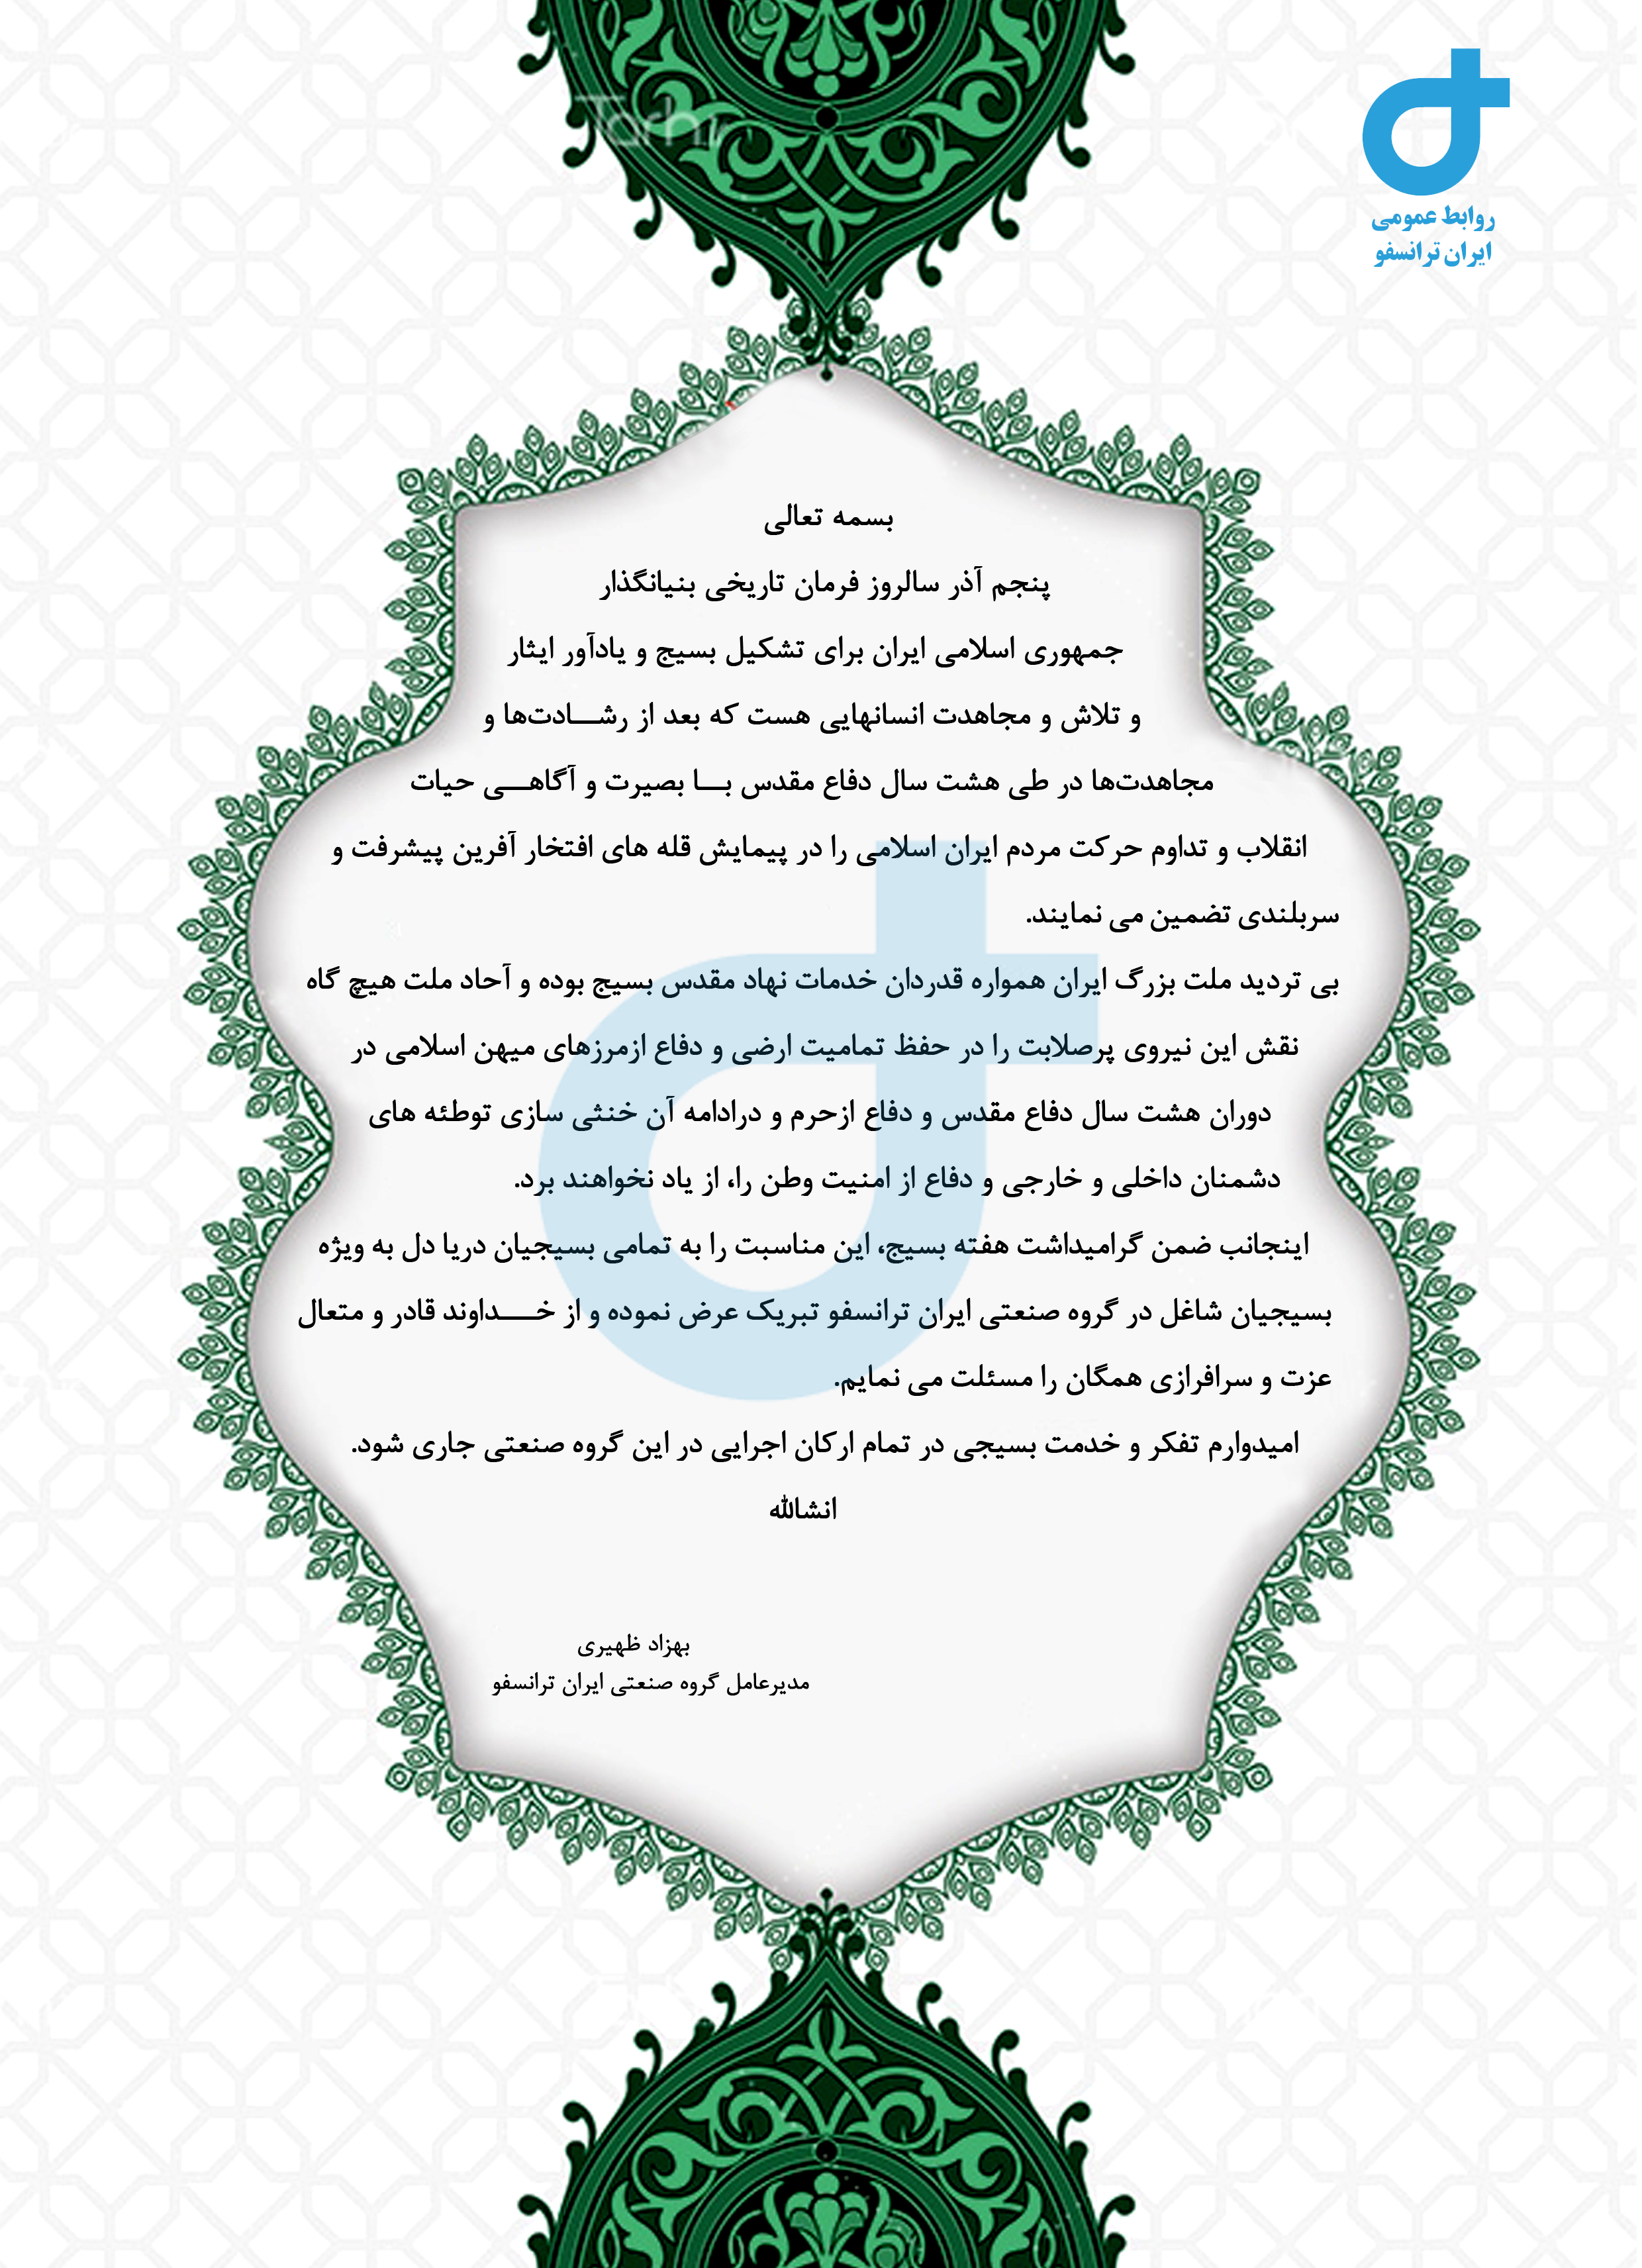 روابط عمومی
ایران ترانسفو
بسمه تعالی
پنجم آذر سالروز فرمان تاریخی بنیانگذار
جمهوری اسلامی ایران برای تشکیل بسیج و یادآور ایثار
و تلاش و مجاهدت انسانهایی هست که بعد از رشـــادت‌ها و
مجاهدت‌ها در طی هشت سال دفاع مقدس بـــا بصیرت و آگاهـــی حیات
انقلاب و تداوم حرکت مردم ایران اسلامی را در پیمایش قله های افتخار آفرین پیشرفت و
سربلندی تضمین می نمایند.
بی تردید ملت بزرگ ایران همواره قدردان خدمات نهاد مقدس بسیج بوده و آحاد ملت هیچ گاه
نقش این نیروی پرصلابت را در حفظ تمامیت ارضی و دفاع ازمرزهای میهن اسلامی در
دوران هشت سال دفاع مقدس و دفاع ازحرم و درادامه آن خنثی سازی توطئه های
دشمنان داخلی و خارجی و دفاع از امنیت وطن را، از یاد نخواهند برد.
اینجانب ضمن گرامیداشت هفته بسیج، این مناسبت را به تمامی بسیجیان دریا دل به ویژه
بسیجیان شاغل در گروه صنعتی ایران ترانسفو تبریک عرض نموده و از خـــداوند قادر و متعال
عزت و سرافرازی همگان را مسئلت می نمایم.
امیدوارم تفکر و خدمت بسیجی در تمام ارکان اجرایی در این گروه صنعتی جاری شود.
انشالله
بهزاد ظهیری
مدیرعامل گروه صنعتی ایران ترانسفو